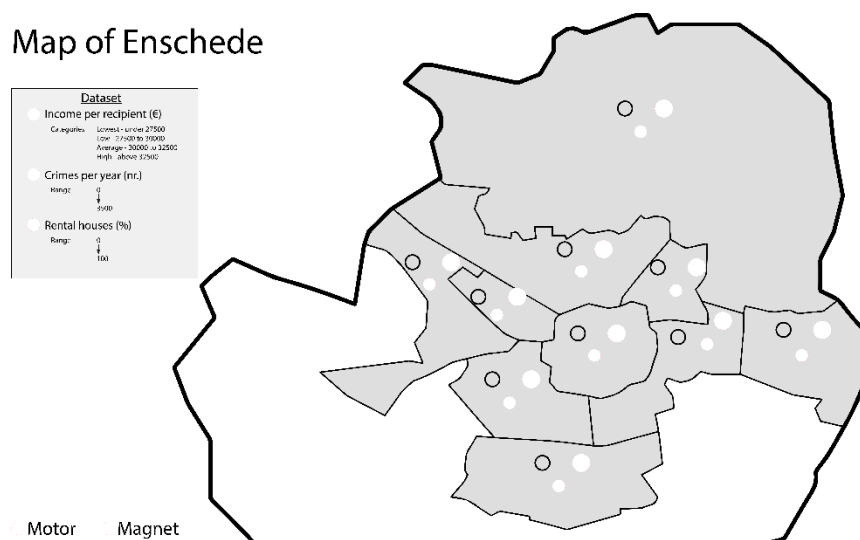 Map of Enschede
Dataset
Income per recipient (€)
Categories Lowest - under 27500
Low - 27500 to 30000
Average - 30000 to 32500
High - above 32500
Crimes per year (nr.)
Range 0
3500
Rental houses (%)
Range 0
100
Motor Magnet